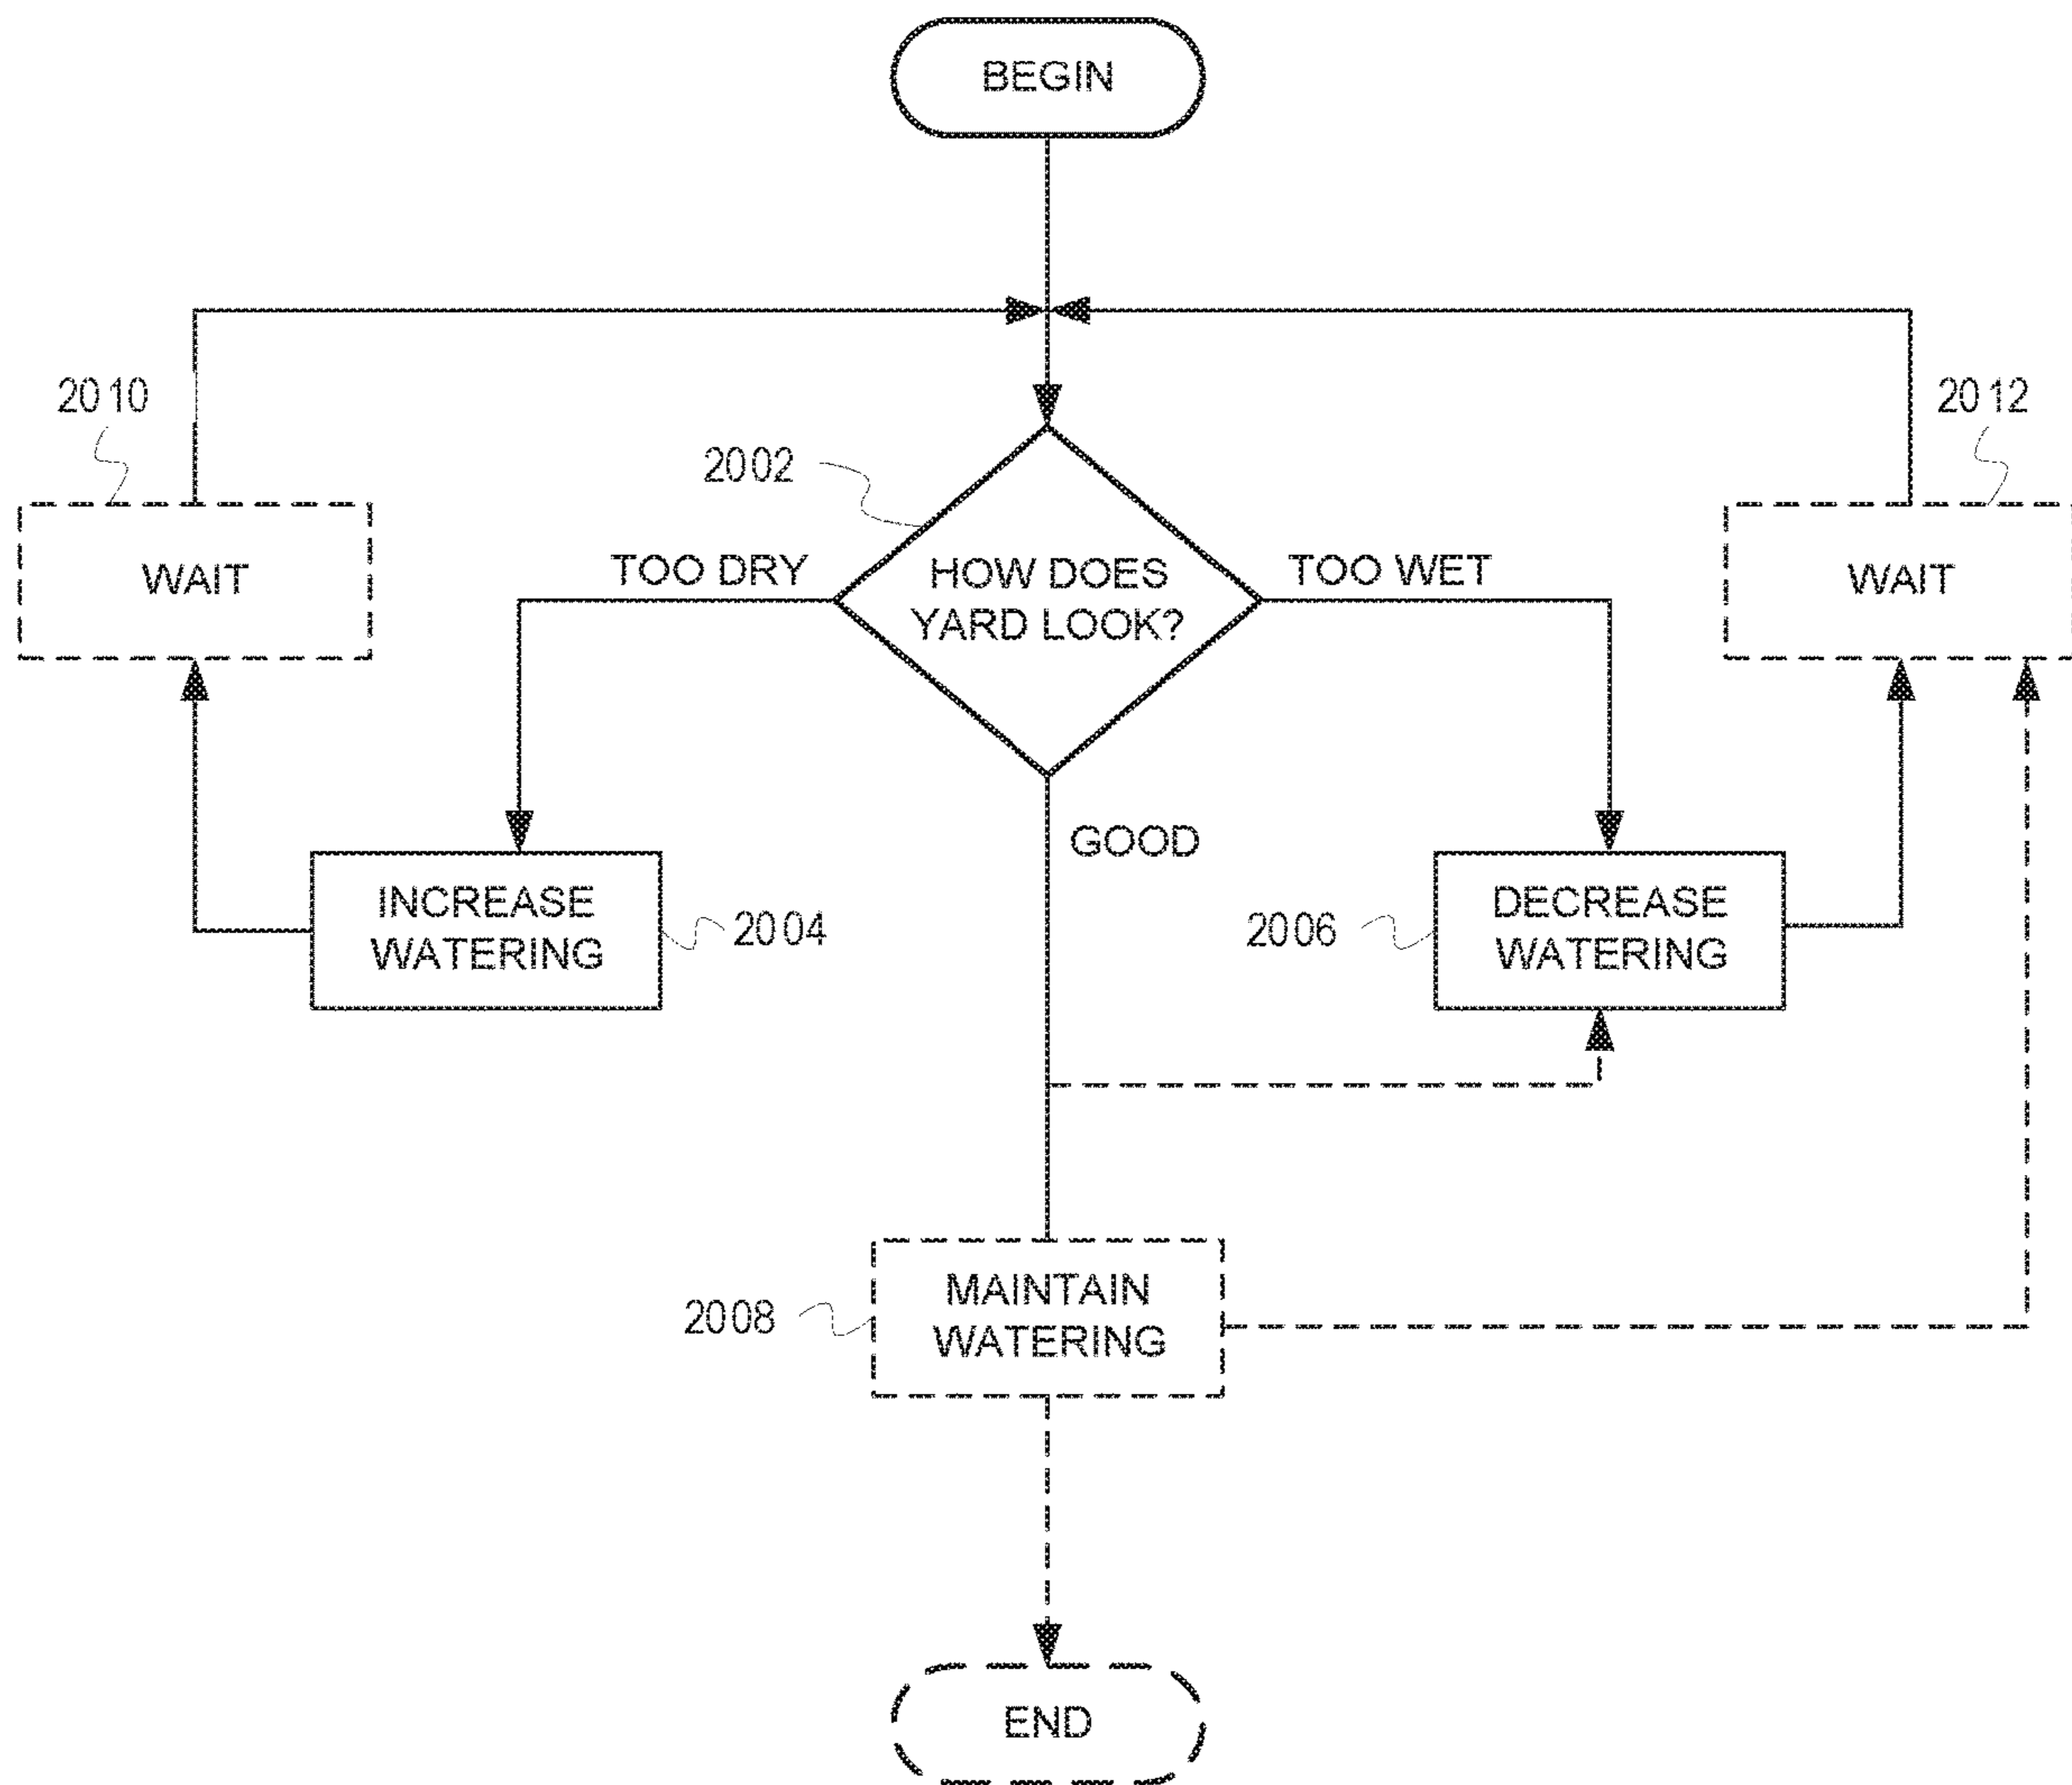 BEGIN
2010
2012
2002
WAIT
TOO DRY
HOW DOES
YARD LOOK?
TOO WET
WAIT
GOOD
INCREASE
WATERING
2004
2006
DECREASE
WATERING
2008
MAINTAIN
WATERING
END